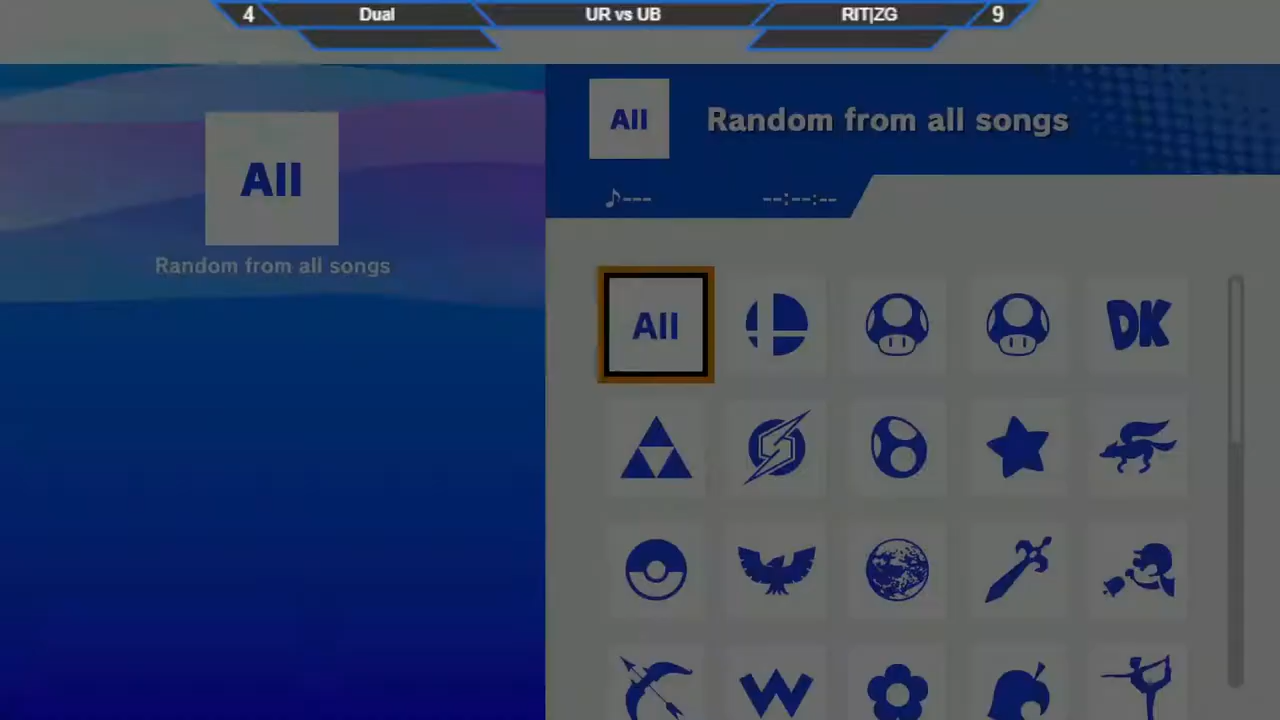 4 Dual UR vs UB RIT|ZG 9
All
Random from all songs
All
Random from all songs
♪--- --:--:--
All
DK